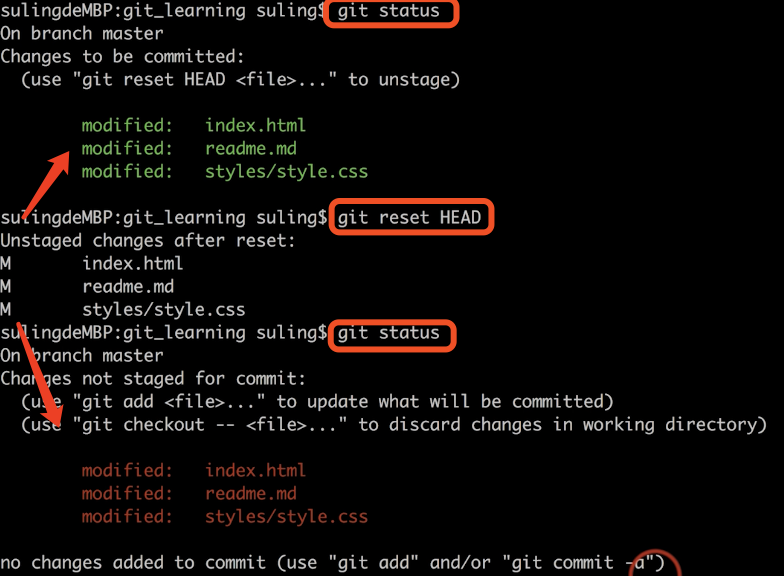 sulingdeMBP:git_learning suling$ git status
On branch master
Changes to be committed:
  (use "git reset HEAD <file>..." to unstage)
        modified:   index.html
        modified:   readme.md
        modified:   styles/style.css
sulingdeMBP:git_learning suling$ git reset HEAD
Unstaged changes after reset:
M       index.html
M       readme.md
M       styles/style.css
sulingdeMBP:git_learning suling$ git status
On branch master
Changes not staged for commit:
  (use "git add <file>..." to update what will be committed)
  (use "git checkout -- <file>..." to discard changes in working directory)
        modified:   index.html
        modified:   readme.md
        modified:   styles/style.css
no changes added to commit (use "git add" and/or "git commit -a")